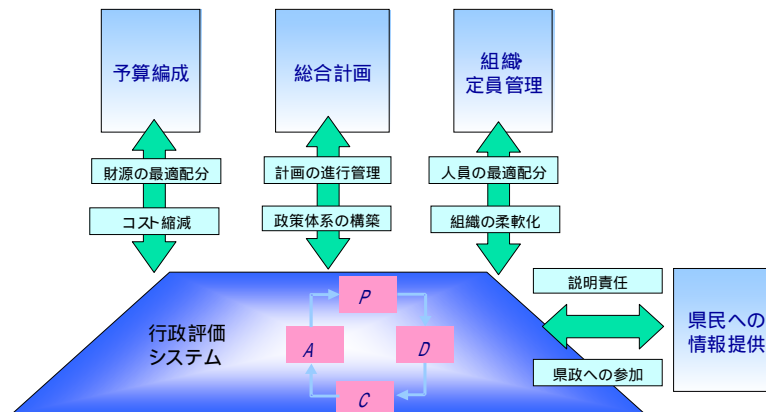 予算編成
総合計画
組織・
定員管理
財源の最適配分
計画の進行管理
人員の最適配分
コスト縮減
政策体系の構築
組織の柔軟化
説明責任
県民への
情報提供
県政への参加
行政評価
システム
P
A
D
C